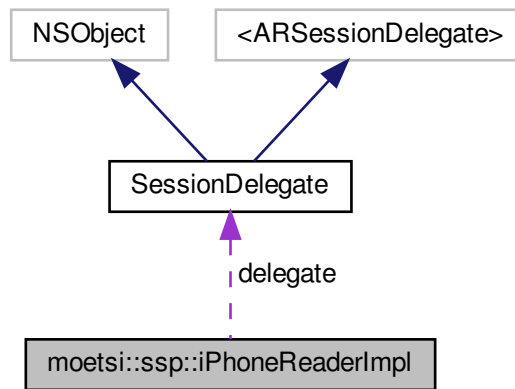 NSObject
<ARSessionDelegate>
SessionDelegate
delegate
moetsi::ssp::iPhoneReaderImpl